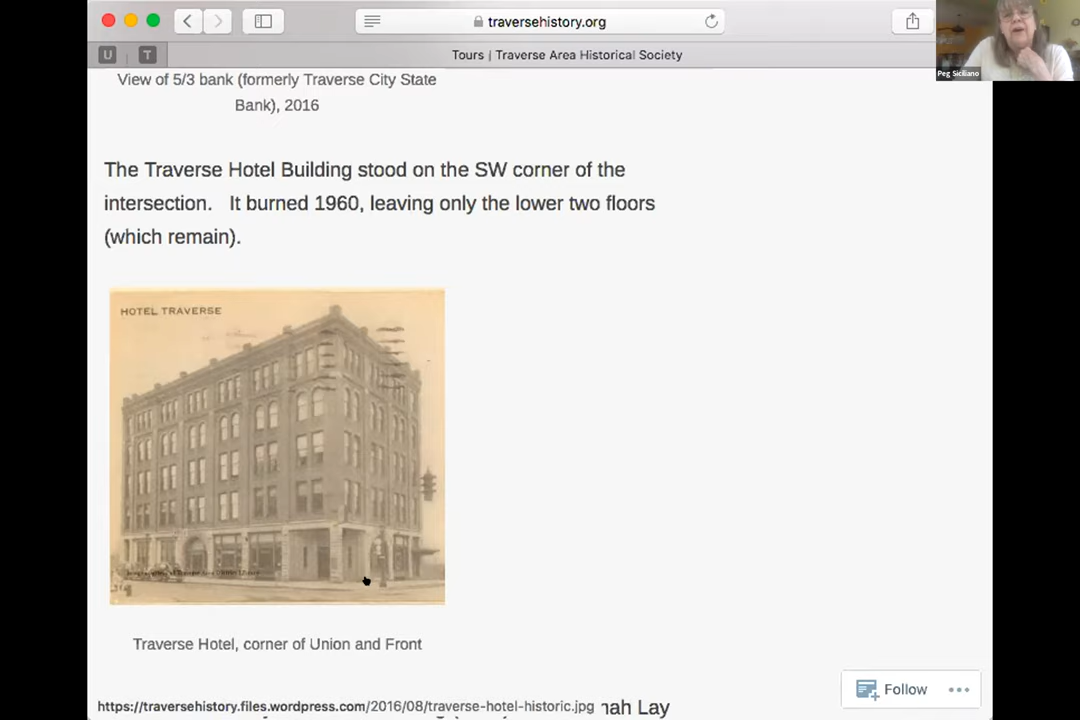 traversehistory.org
U
T
Tours | Traverse Area Historical Society
Peg Siciliano
View of 5/3 bank (formerly Traverse City State
Bank), 2016
The Traverse Hotel Building stood on the SW corner of the
intersection. It burned 1960, leaving only the lower two floors
(which remain).
HOTEL TRAVERSE
Traverse Hotel, corner of Union and Front
Follow
https://traversehistory.files.wordpress.com/2016/08/traverse-hotel-historic.jpg
Lay